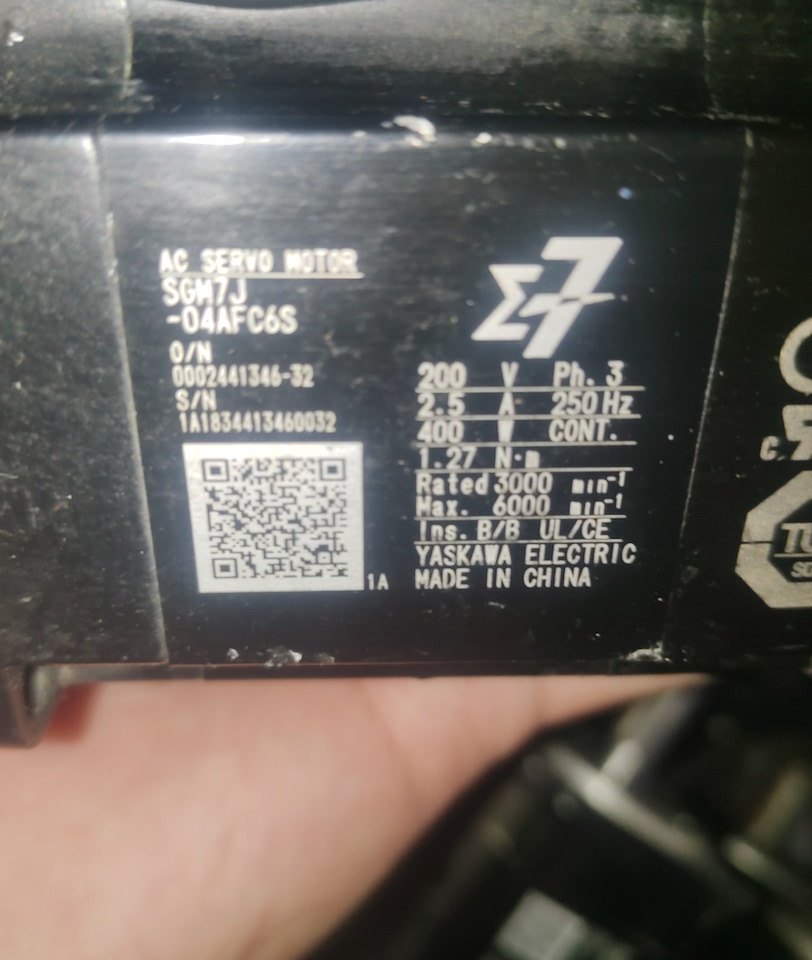 AC SERVO MOTOR
SGM7J
-04AFC6S
O/N
0002441346-32
S/N
1A1834413460032
1A
Σ7
200 V Ph. 3
2.5 A 250 Hz
400 W CONT.
1.27 N·m
Rated 3000 min⁻¹
Max. 6000 min⁻¹
Ins. B/B UL/CE
YASKAWA ELECTRIC
MADE IN CHINA